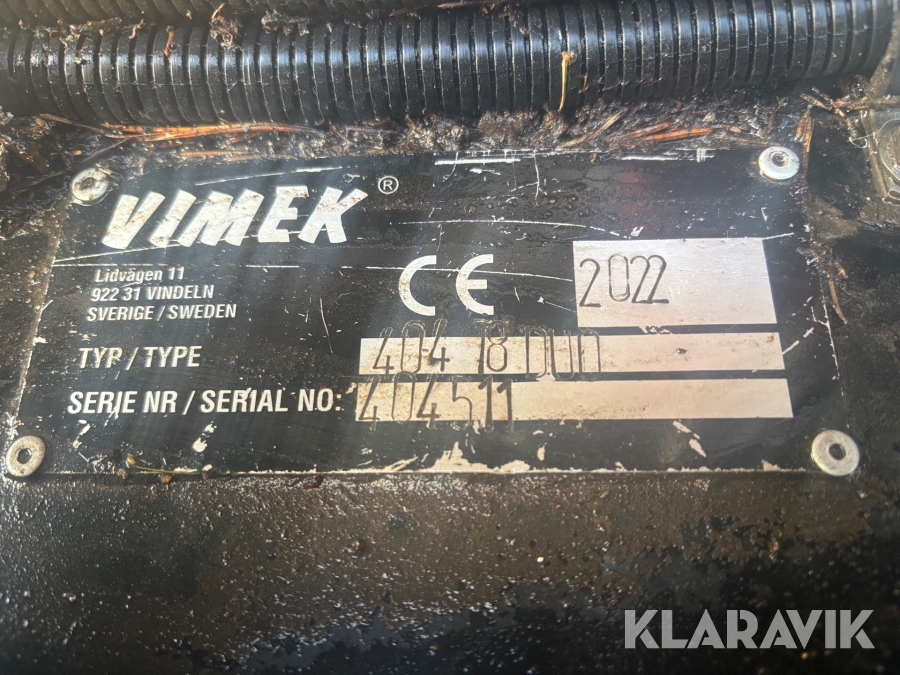 VIMEK®
Lidvägen 11
922 31 VINDELN
SVERIGE / SWEDEN
CE
2022
TYP / TYPE
404 T8 DUO
SERIE NR / SERIAL NO:
404511
KLARAVIK